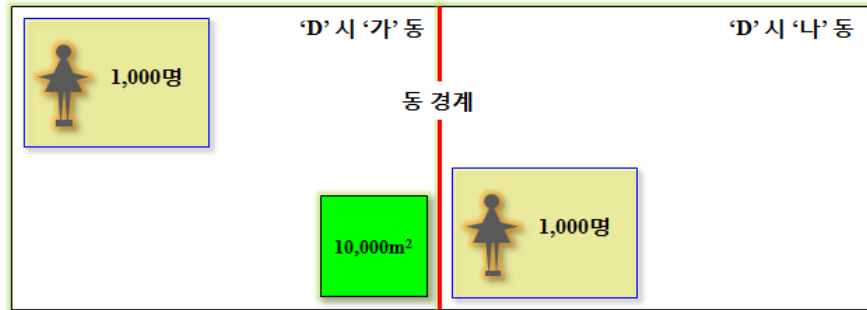 ‘D’ 시 ‘가’ 동
‘D’ 시 ‘나’ 동
1,000명
동 경계
10,000m²
1,000명